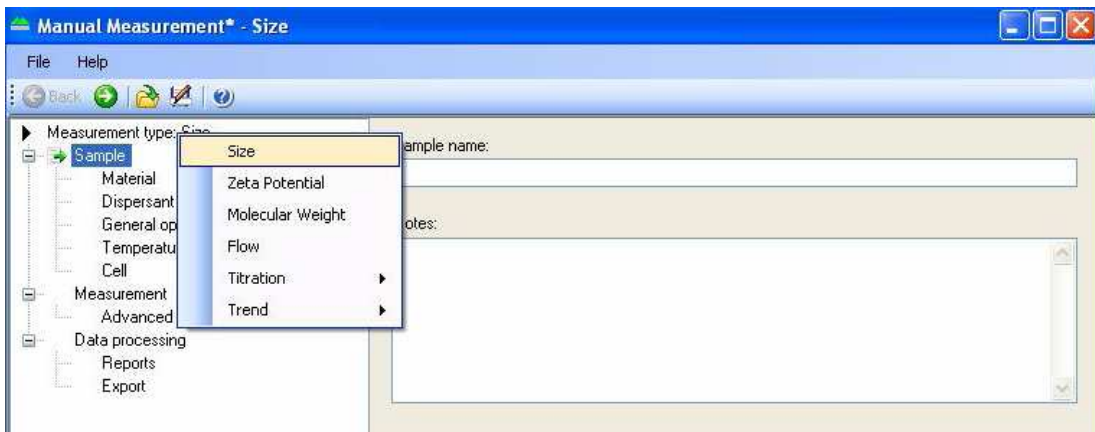 Manual Measurement* - Size
File Help
Back
Measurement type: Size
Sample
Material
Dispersant
General op
Temperatu
Cell
Measurement
Advanced
Data processing
Reports
Export
Size
Zeta Potential
Molecular Weight
Flow
Titration
Trend
ample name:
otes: